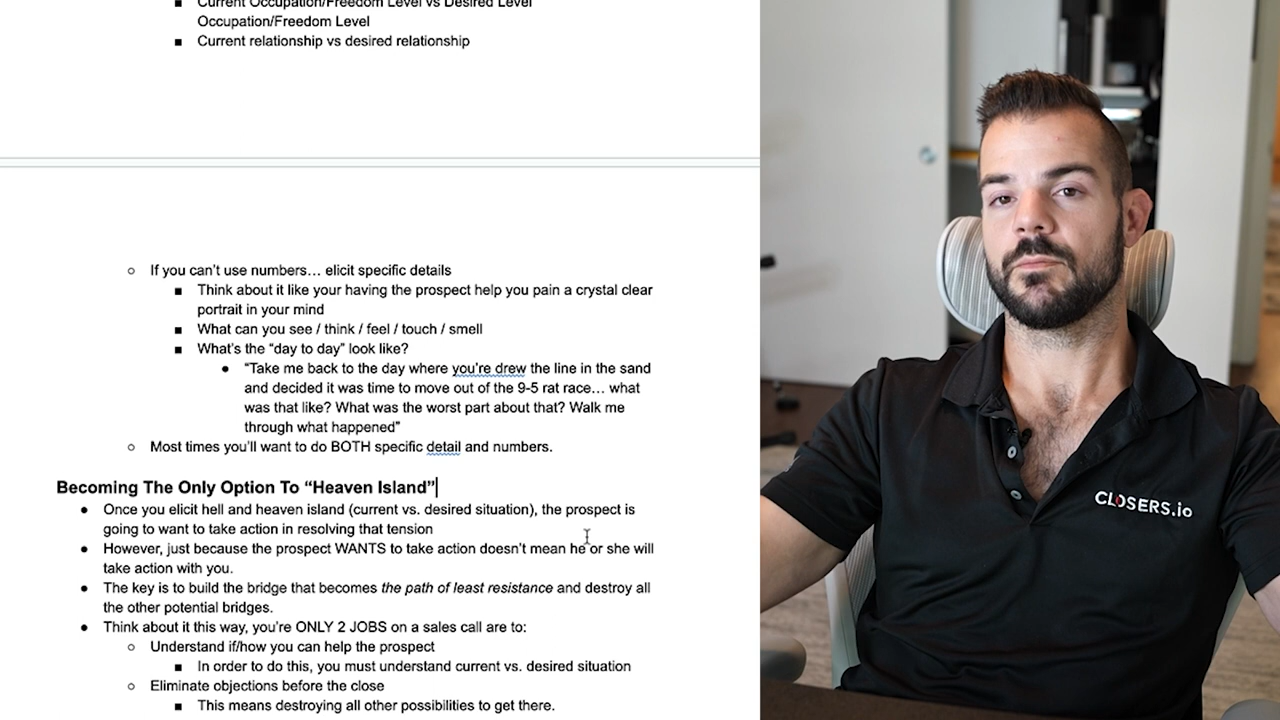 Current Occupation/Freedom Level vs Desired Level
Occupation/Freedom Level
■ Current relationship vs desired relationship
○ If you can’t use numbers… elicit specific details
■ Think about it like your having the prospect help you pain a crystal clear
portrait in your mind
■ What can you see / think / feel / touch / smell
■ What’s the “day to day” look like?
● “Take me back to the day where you’re drew the line in the sand
and decided it was time to move out of the 9-5 rat race… what
was that like? What was the worst part about that? Walk me
through what happened”
○ Most times you’ll want to do BOTH specific detail and numbers.
Becoming The Only Option To “Heaven Island”
● Once you elicit hell and heaven island (current vs. desired situation), the prospect is
going to want to take action in resolving that tension
● However, just because the prospect WANTS to take action doesn’t mean he or she will
take action with you.
● The key is to build the bridge that becomes the path of least resistance and destroy all
the other potential bridges.
● Think about it this way, you’re ONLY 2 JOBS on a sales call are to:
○ Understand if/how you can help the prospect
■ In order to do this, you must understand current vs. desired situation
○ Eliminate objections before the close
■ This means destroying all other possibilities to get there.
CLOSERS.io